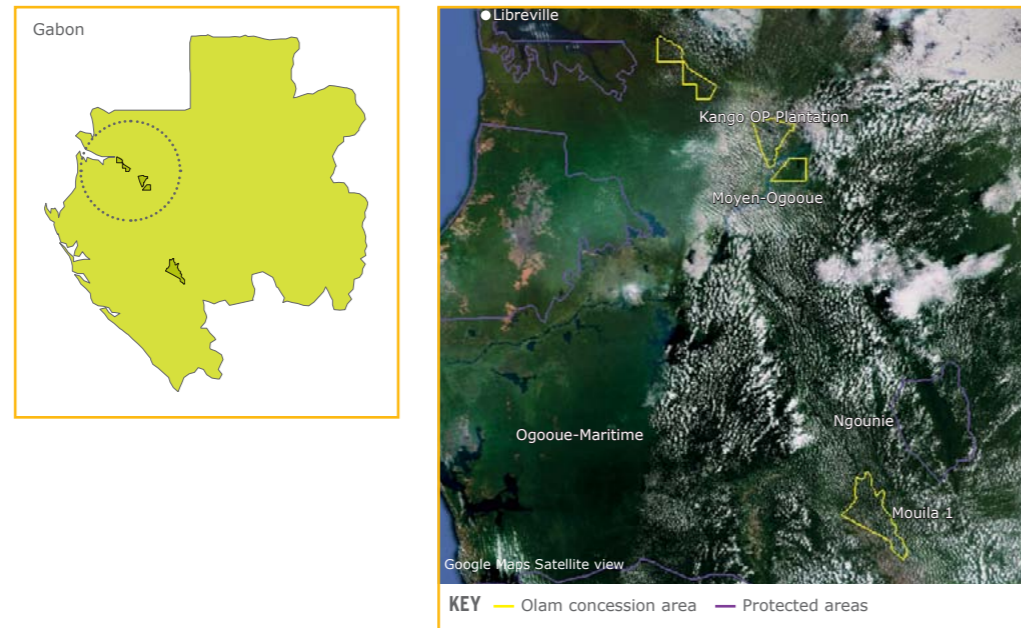 Gabon
Libreville
Kango OP Plantation
Moyen-Ogooue
Ngounie
Ogooue-Maritime
Mouila 1
Google Maps Satellite view
KEY Olam concession area Protected areas